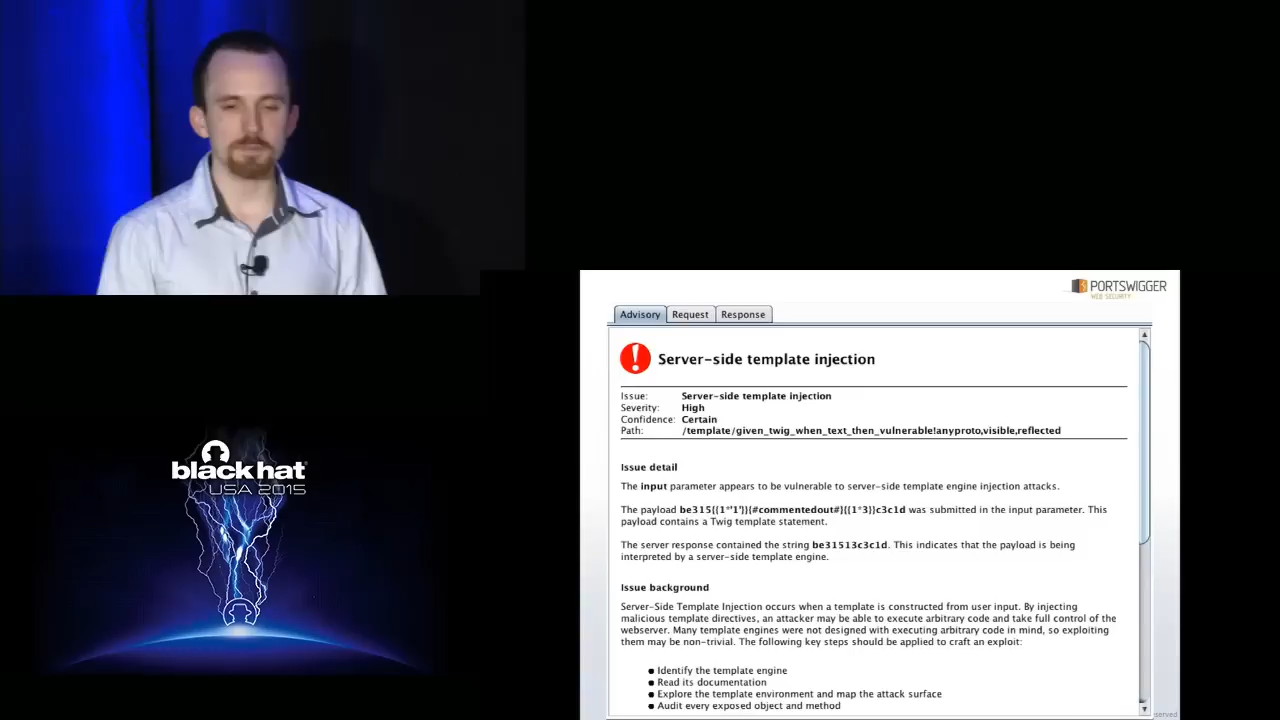 PORTSWIGGER
WEB SECURITY
Advisory Request Response
Server-side template injection
Issue: Server-side template injection
Severity: High
Confidence: Certain
Path: /template/given_twig_when_text_then_vulnerable!anyproto,visible,reflected
Issue detail
The input parameter appears to be vulnerable to server-side template engine injection attacks.
The payload be315{{1*'1'}}{#commentedout#}{{1*3}}c3c1d was submitted in the input parameter. This
payload contains a Twig template statement.
The server response contained the string be31513c3c1d. This indicates that the payload is being
interpreted by a server-side template engine.
Issue background
Server-Side Template Injection occurs when a template is constructed from user input. By injecting
malicious template directives, an attacker may be able to execute arbitrary code and take full control of the
webserver. Many template engines were not designed with executing arbitrary code in mind, so exploiting
them may be non-trivial. The following key steps should be applied to craft an exploit:
● Identify the template engine
● Read its documentation
● Explore the template environment and map the attack surface
● Audit every exposed object and method
served
black hat
USA 2015